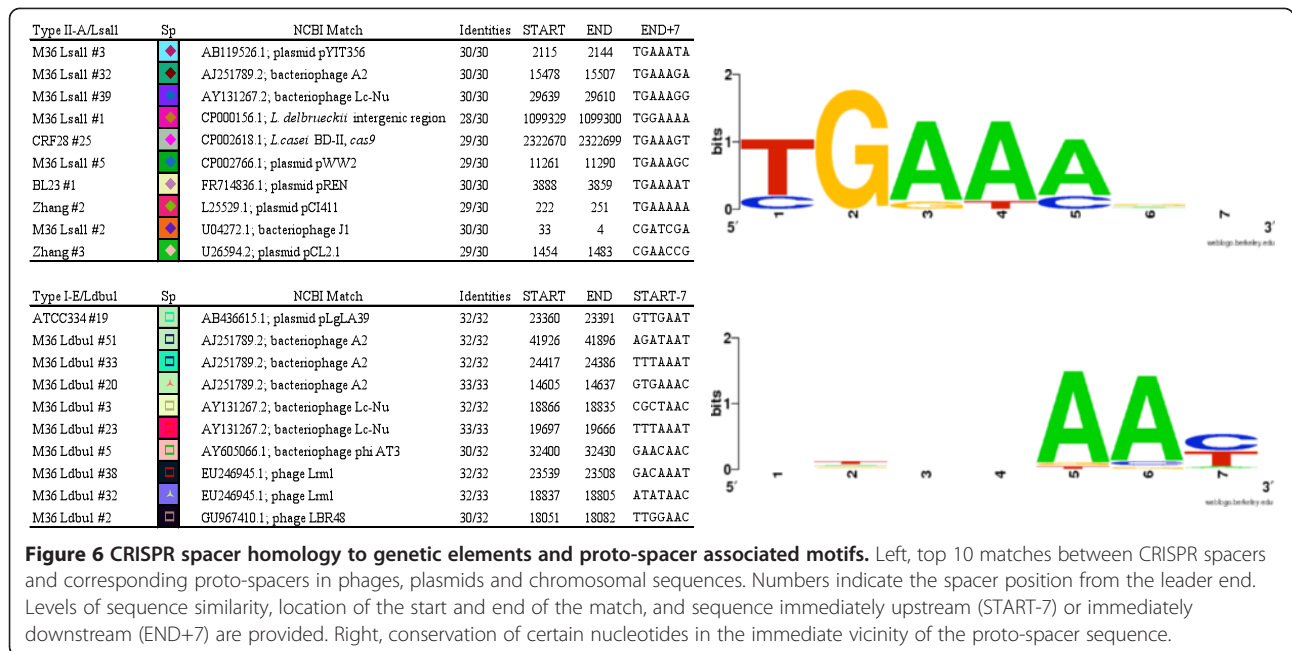 Type II-A/Lsal1 Sp NCBI Match Identities START END END+7
M36 Lsal1 #3 AB119526.1; plasmid pYIT356 30/30 2115 2144 TGAAATA
M36 Lsal1 #32 AJ251789.2; bacteriophage A2 30/30 15478 15507 TGAAAGA
M36 Lsal1 #39 AY131267.2; bacteriophage Lc-Nu 30/30 29639 29610 TGAAAGG
M36 Lsal1 #1 CP000156.1; L. delbrueckii intergenic region 28/30 1099329 1099300 TGGAAAA
CRF28 #25 CP002618.1; L.casei BD-II, cas9 29/30 2322670 2322699 TGAAAGT
M36 Lsal1 #5 CP002766.1; plasmid pWW2 29/30 11261 11290 TGAAAGC
BL23 #1 FR714836.1; plasmid pREN 30/30 3888 3859 TGAAAAT
Zhang #2 L25529.1; plasmid pCI411 29/30 222 251 TGAAAAA
M36 Lsal1 #2 U04272.1; bacteriophage J1 30/30 33 4 CGATCGA
Zhang #3 U26594.2; plasmid pCL2.1 29/30 1454 1483 CGAACCG
2
1
0
bits
T G A A A
C G T C
1 2 3 4 5 6 7
5′ 3′
weblogo.berkeley.edu
Type I-E/Ldbu1 Sp NCBI Match Identities START END START-7
ATCC334 #19 AB436615.1; plasmid pLgLA39 32/32 23360 23391 GTTGAAT
M36 Ldbu1 #51 AJ251789.2; bacteriophage A2 32/32 41926 41896 AGATAAT
M36 Ldbu1 #33 AJ251789.2; bacteriophage A2 32/32 24417 24386 TTTAAAT
M36 Ldbu1 #20 AJ251789.2; bacteriophage A2 33/33 14605 14637 GTGAAAC
M36 Ldbu1 #3 AY131267.2; bacteriophage Lc-Nu 32/32 18866 18835 CGCTAAC
M36 Ldbu1 #23 AY131267.2; bacteriophage Lc-Nu 33/33 19697 19666 TTTAAAT
M36 Ldbu1 #5 AY605066.1; bacteriophage phi AT3 30/32 32400 32430 GAACAAC
M36 Ldbu1 #38 EU246945.1; phage Lrm1 32/32 23539 23508 GACAAAT
M36 Ldbu1 #32 EU246945.1; phage Lrm1 32/33 18837 18805 ATATAAC
M36 Ldbu1 #2 GU967410.1; phage LBR48 30/32 18051 18082 TTGGAAC
2
1
0
bits
A A C
T
1 2 3 4 5 6 7
5′ 3′
weblogo.berkeley.edu
Figure 6 CRISPR spacer homology to genetic elements and proto-spacer associated motifs. Left, top 10 matches between CRISPR spacers
and corresponding proto-spacers in phages, plasmids and chromosomal sequences. Numbers indicate the spacer position from the leader end.
Levels of sequence similarity, location of the start and end of the match, and sequence immediately upstream (START-7) or immediately
downstream (END+7) are provided. Right, conservation of certain nucleotides in the immediate vicinity of the proto-spacer sequence.